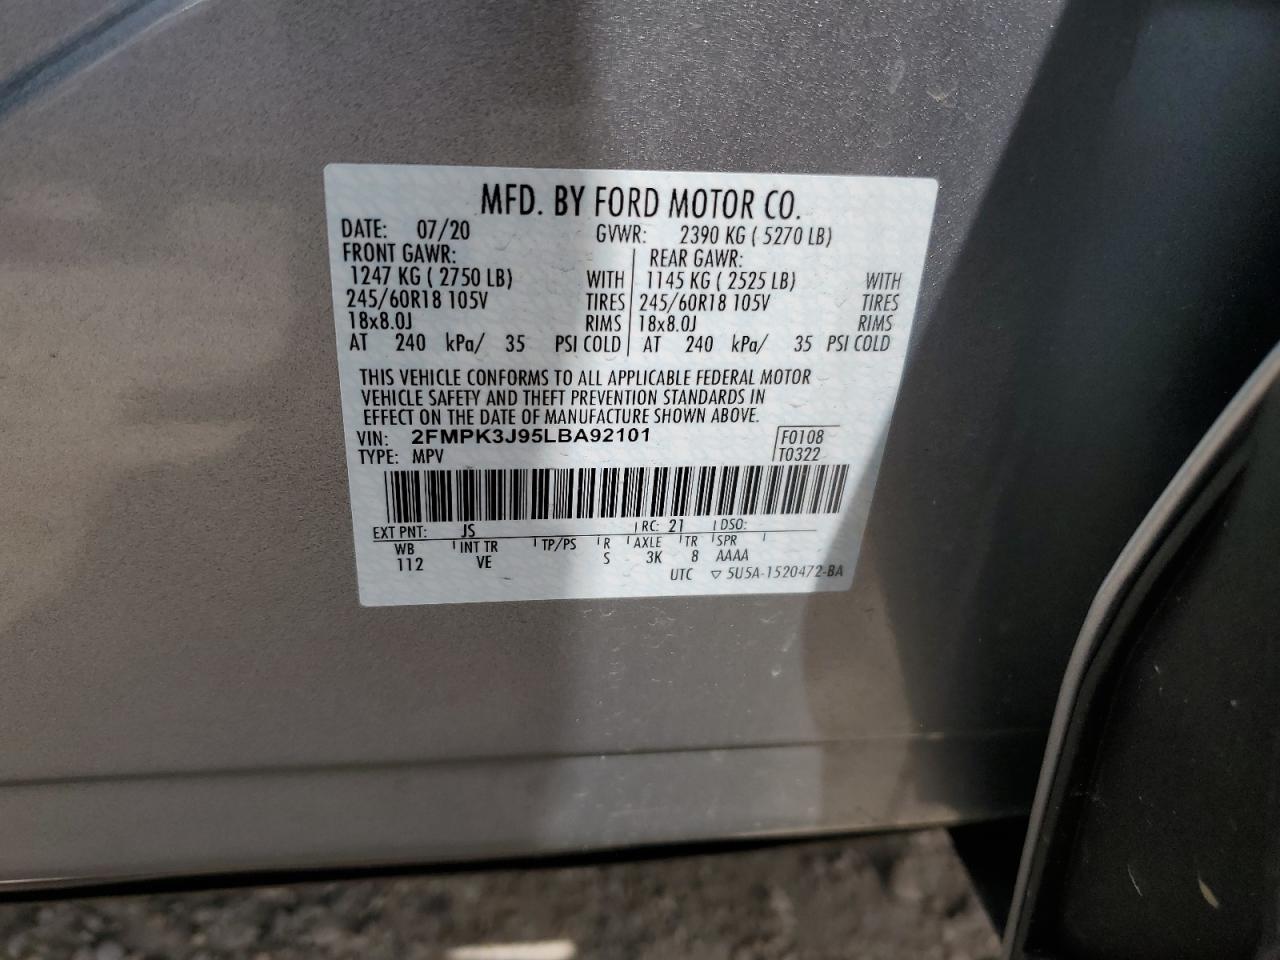 MFD. BY FORD MOTOR CO.
DATE: 07/20 GVWR: 2390 KG ( 5270 LB)
FRONT GAWR: REAR GAWR:
1247 KG ( 2750 LB) WITH 1145 KG ( 2525 LB) WITH
245/60R18 105V TIRES 245/60R18 105V TIRES
18x8.0J RIMS 18x8.0J RIMS
AT 240 kPa/ 35 PSI COLD AT 240 kPa/ 35 PSI COLD
THIS VEHICLE CONFORMS TO ALL APPLICABLE FEDERAL MOTOR
VEHICLE SAFETY AND THEFT PREVENTION STANDARDS IN
EFFECT ON THE DATE OF MANUFACTURE SHOWN ABOVE.
VIN: 2FMPK3J95LBA92101 F0108
TYPE: MPV T0322
EXT PNT: JS RC: 21 DSO:
WB INT TR TP/PS R AXLE TR SPR
112 VE S 3K 8 AAAA
UTC ▽ 5U5A-1520472-BA